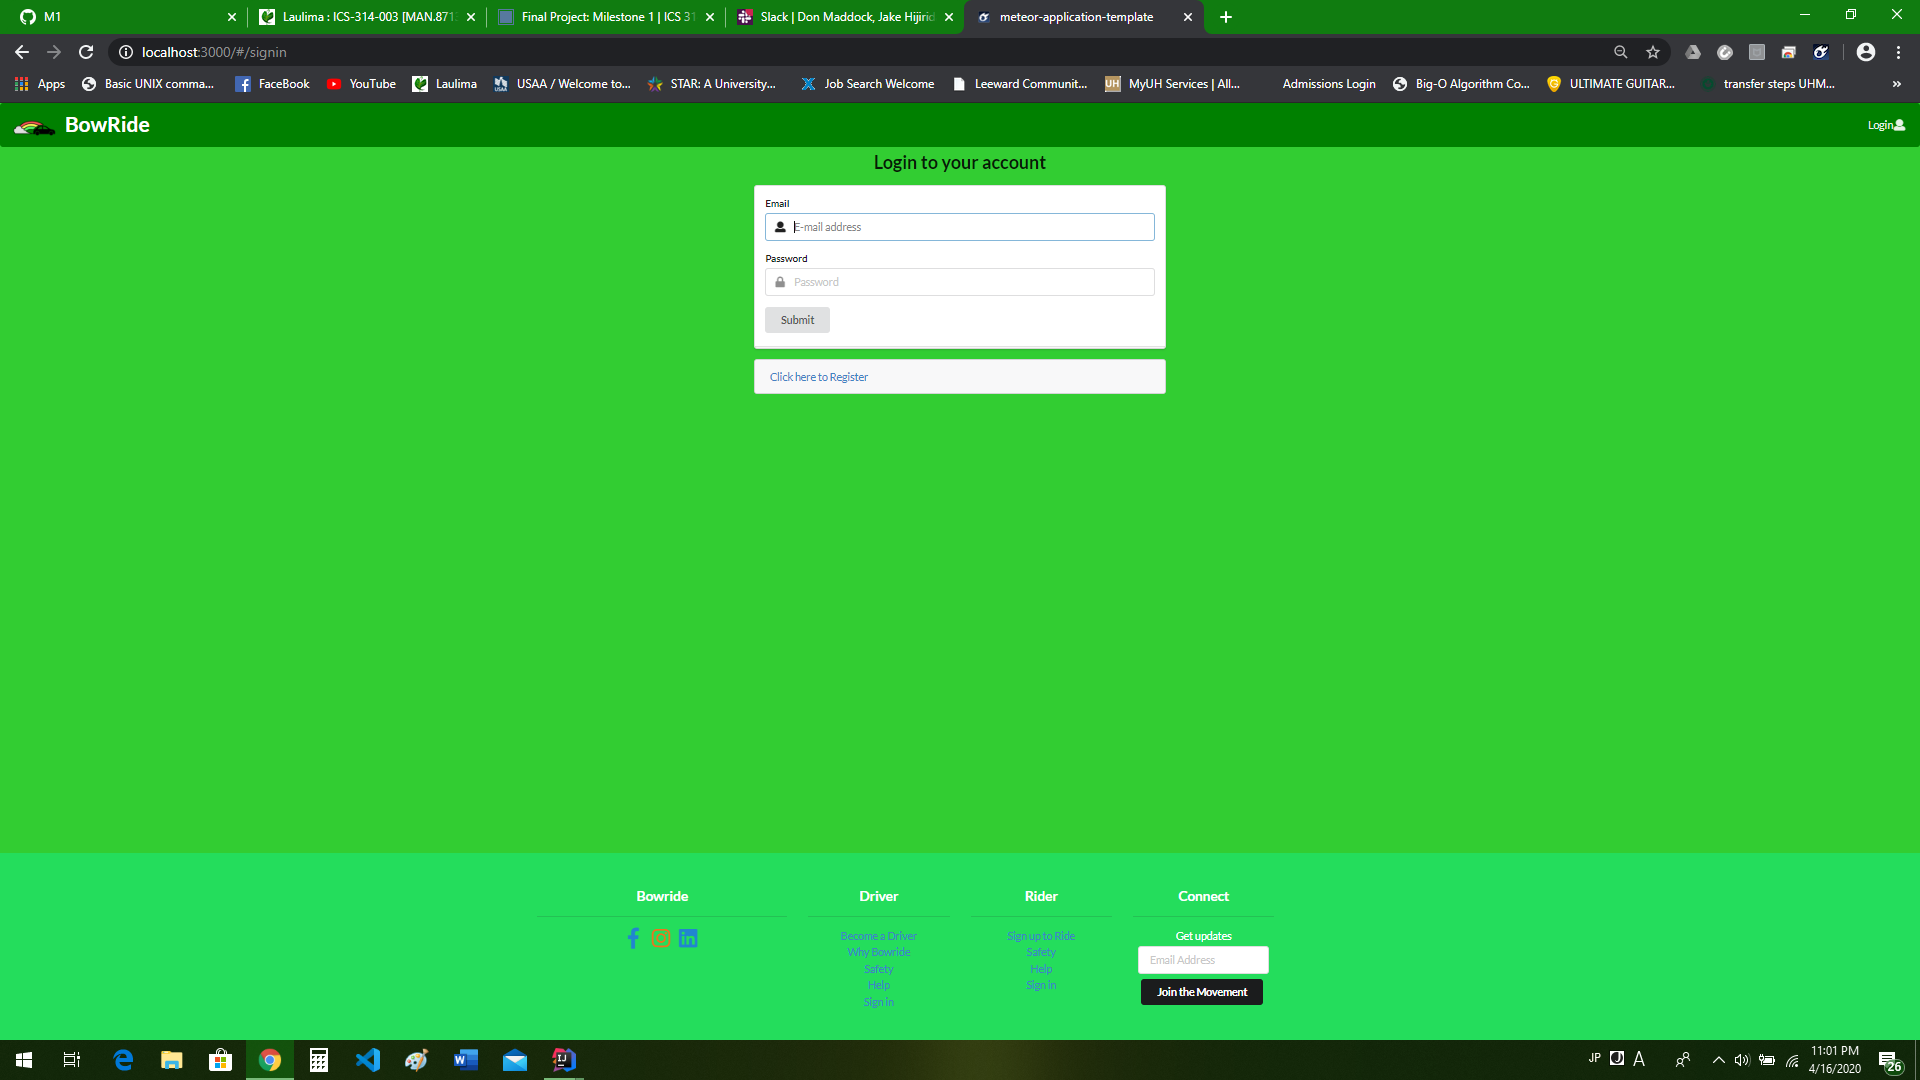 M1
Laulima : ICS-314-003 [MAN.871
Final Project: Milestone 1 | ICS 31
Slack | Don Maddock, Jake Hijirid
meteor-application-template
localhost:3000/#/signin
Apps
Basic UNIX comma...
FaceBook
YouTube
Laulima
USAA / Welcome to...
STAR: A University...
Job Search Welcome
Leeward Communit...
MyUH Services | All...
Admissions Login
Big-O Algorithm Co...
ULTIMATE GUITAR...
transfer steps UHM...
BowRide
Login
Login to your account
Email
E-mail address
Password
Password
Submit
Click here to Register
Bowride
Driver
Become a Driver
Why Bowride
Safety
Help
Sign in
Rider
Sign up to Ride
Safety
Help
Sign in
Connect
Get updates
Email Address
Join the Movement
JP
A
11:01 PM
4/16/2020
26